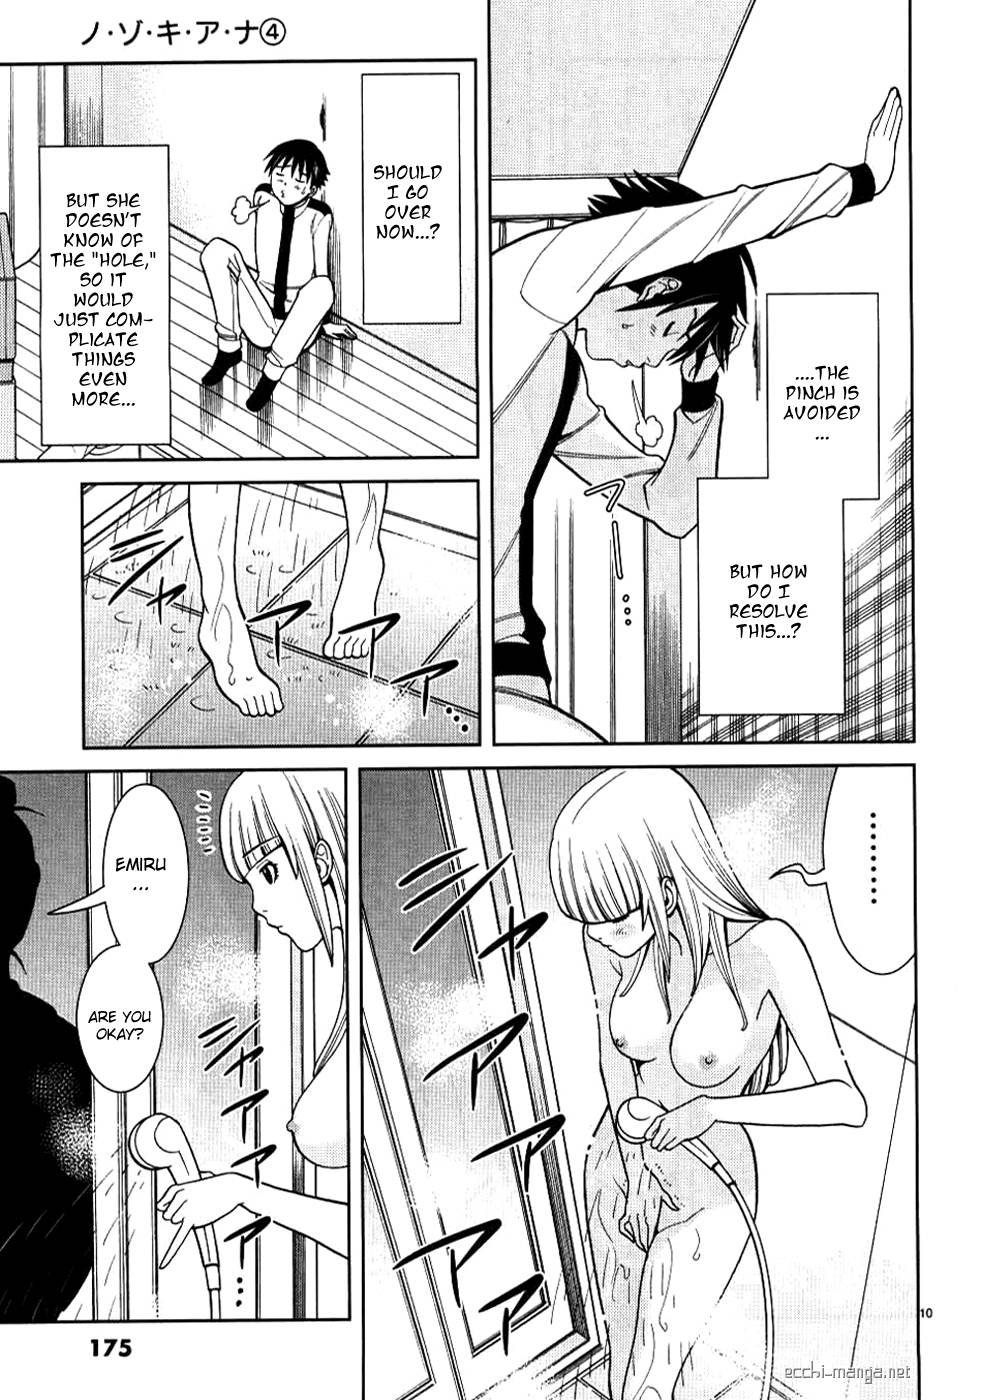 ノ・ゾ・キ・ア・ナ④
....THE
PINCH IS
AVOIDED
...
BUT HOW
DO I
RESOLVE
THIS...?
フゥ…
SHOULD
I GO
OVER
NOW...?
BUT SHE
DOESN'T
KNOW OF
THE "HOLE,"
SO IT
WOULD
JUST COM-
PLICATE
THINGS
EVEN
MORE...
シャアアア…
........
シャアアア
EMIRU
...
ARE YOU
OKAY?
シャアアア…
175
10
ecchi-manga.net